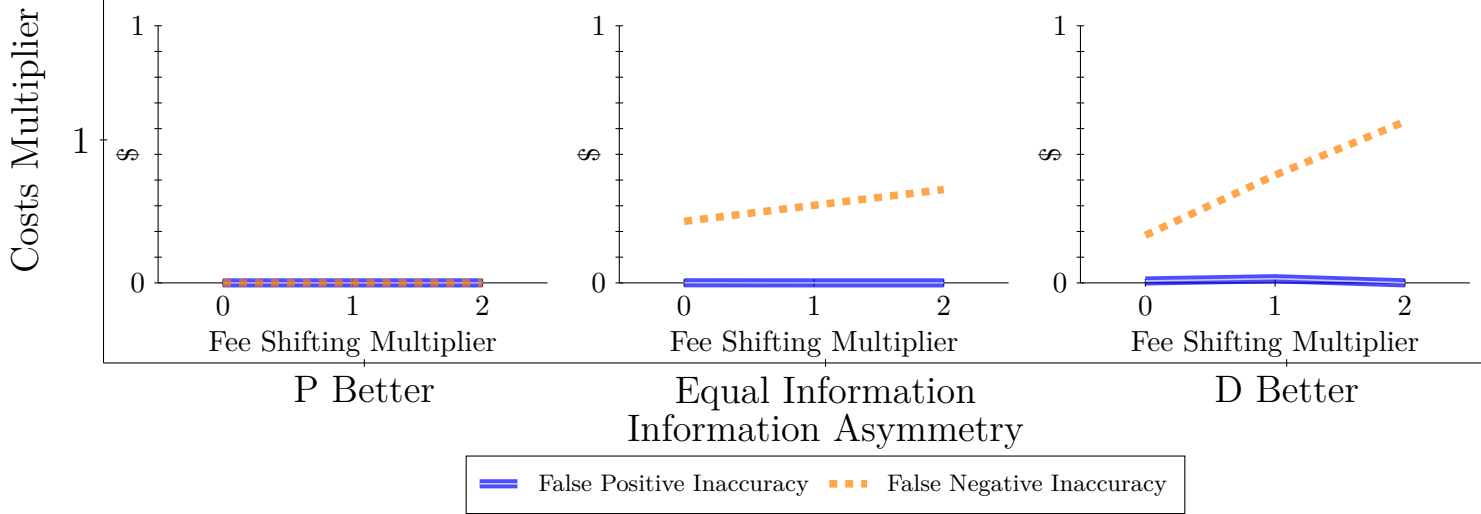 Costs Multiplier
1
1
$
0
0 1 2
Fee Shifting Multiplier
P Better
1
$
0
0 1 2
Fee Shifting Multiplier
Equal Information
1
$
0
0 1 2
Fee Shifting Multiplier
D Better
Information Asymmetry
False Positive Inaccuracy
False Negative Inaccuracy